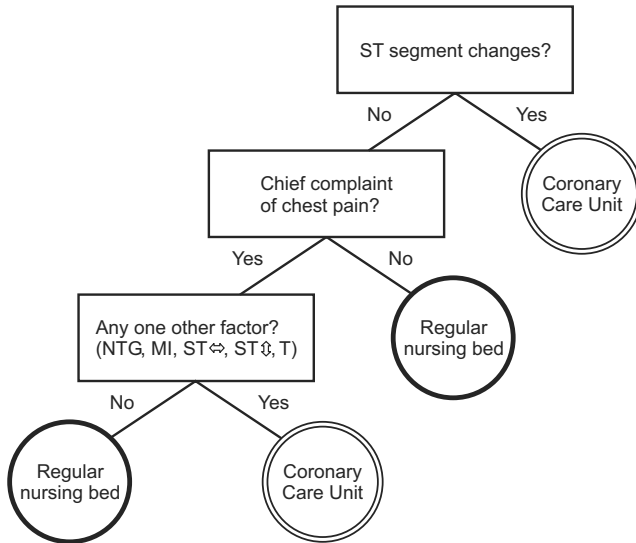 ST segment changes?
No
Yes
Chief complaint
of chest pain?
Coronary
Care Unit
Yes
No
Any one other factor?
(NTG, MI, ST⇔, ST⇕, T)
Regular
nursing bed
No
Yes
Regular
nursing bed
Coronary
Care Unit